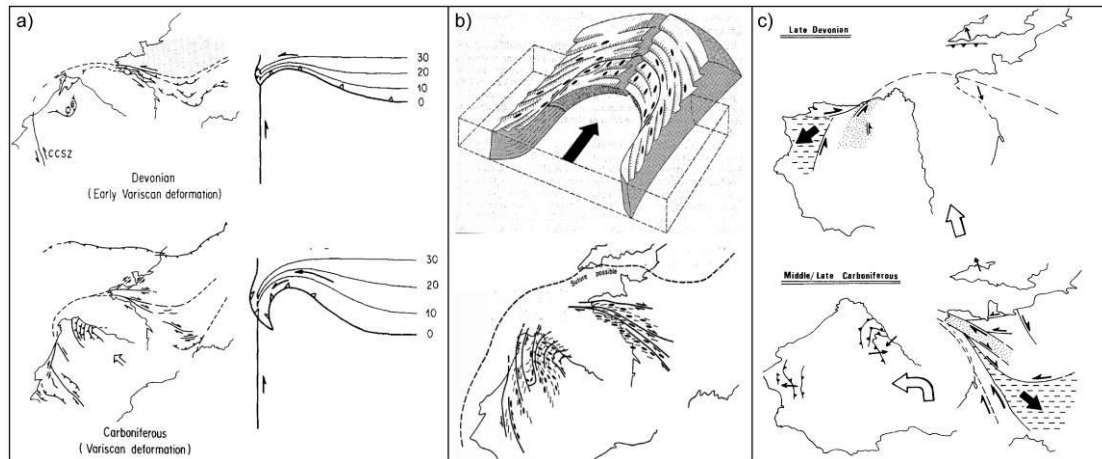 a)
30
20
10
0
CCSZ
Devonian
(Early Variscan deformation)
30
20
10
0
Carboniferous
(Variscan deformation)
b)
Suture possible
c)
Late Devonian
Middle/Late Carboniferous